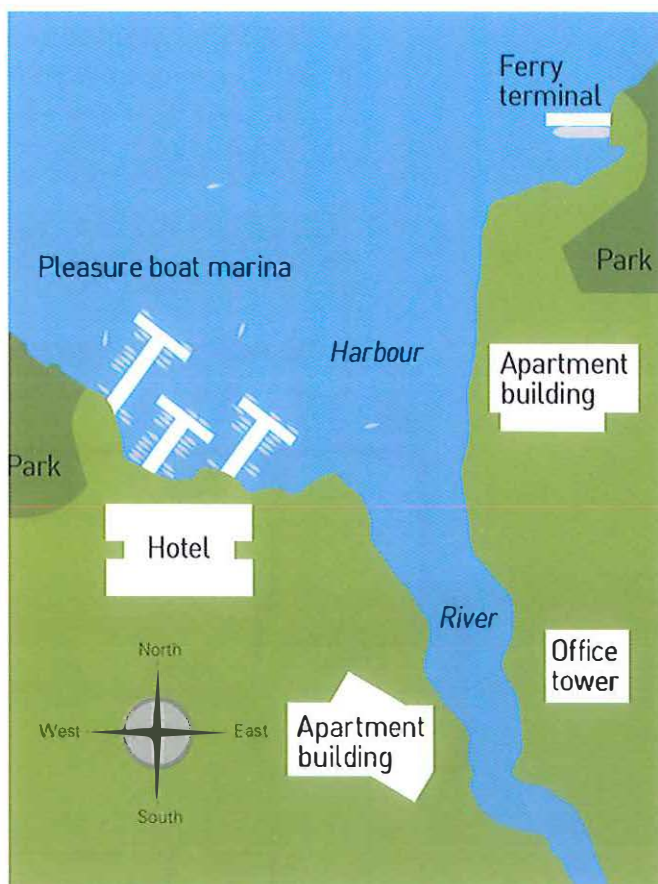 Ferry
terminal
Pleasure boat marina
Park
Harbour
Apartment
building
Park
Hotel
River
Office
tower
North
West
East
South
Apartment
building